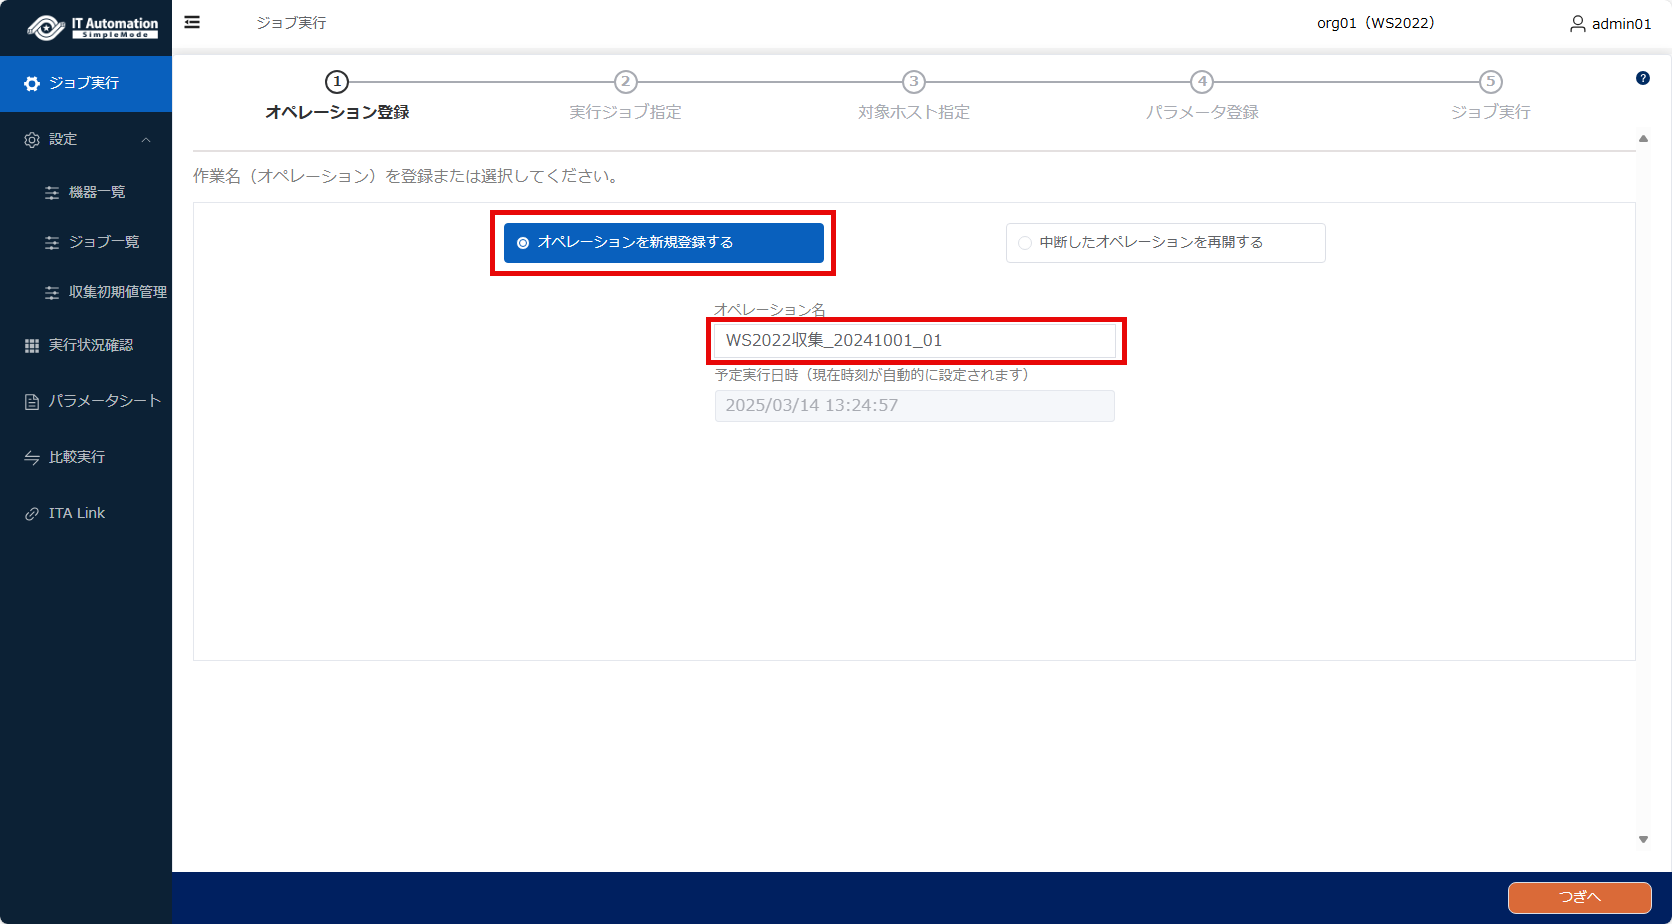 IT Automation
SimpleMode
ジョブ実行
org01（WS2022）
admin01
ジョブ実行
設定
機器一覧
ジョブ一覧
収集初期値管理
実行状況確認
パラメータシート
比較実行
ITA Link
1
オペレーション登録
2
実行ジョブ指定
3
対象ホスト指定
4
パラメータ登録
5
ジョブ実行
?
作業名（オペレーション）を登録または選択してください。
オペレーションを新規登録する
中断したオペレーションを再開する
オペレーション名
WS2022収集_20241001_01
予定実行日時（現在時刻が自動的に設定されます）
2025/03/14 13:24:57
つぎへ